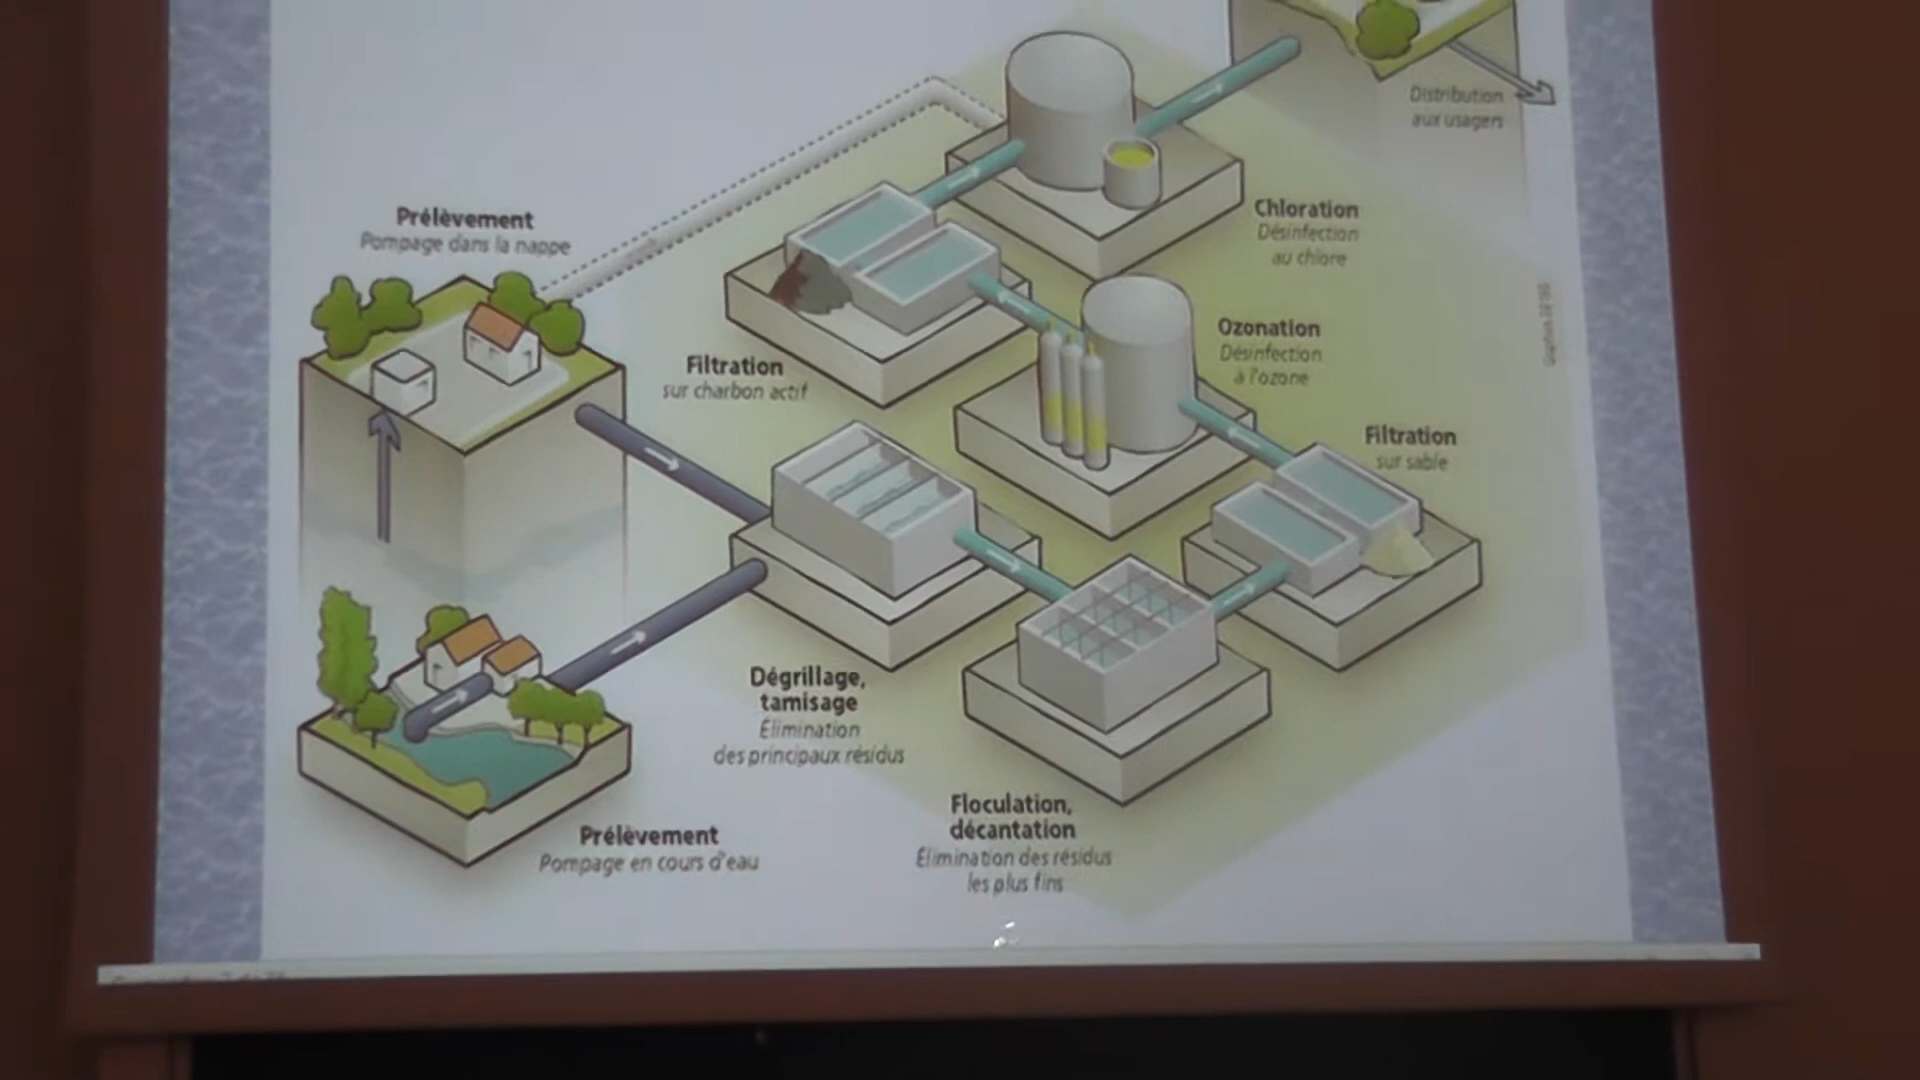 Distribution
aux usagers
Prélèvement
Pompage dans la nappe
Chloration
Désinfection
au chlore
Ozonation
Désinfection
à l'ozone
Filtration
sur charbon actif
Filtration
sur sable
Dégrillage,
tamisage
Élimination
des principaux résidus
Floculation,
décantation
Élimination des résidus
les plus fins
Prélèvement
Pompage en cours d'eau